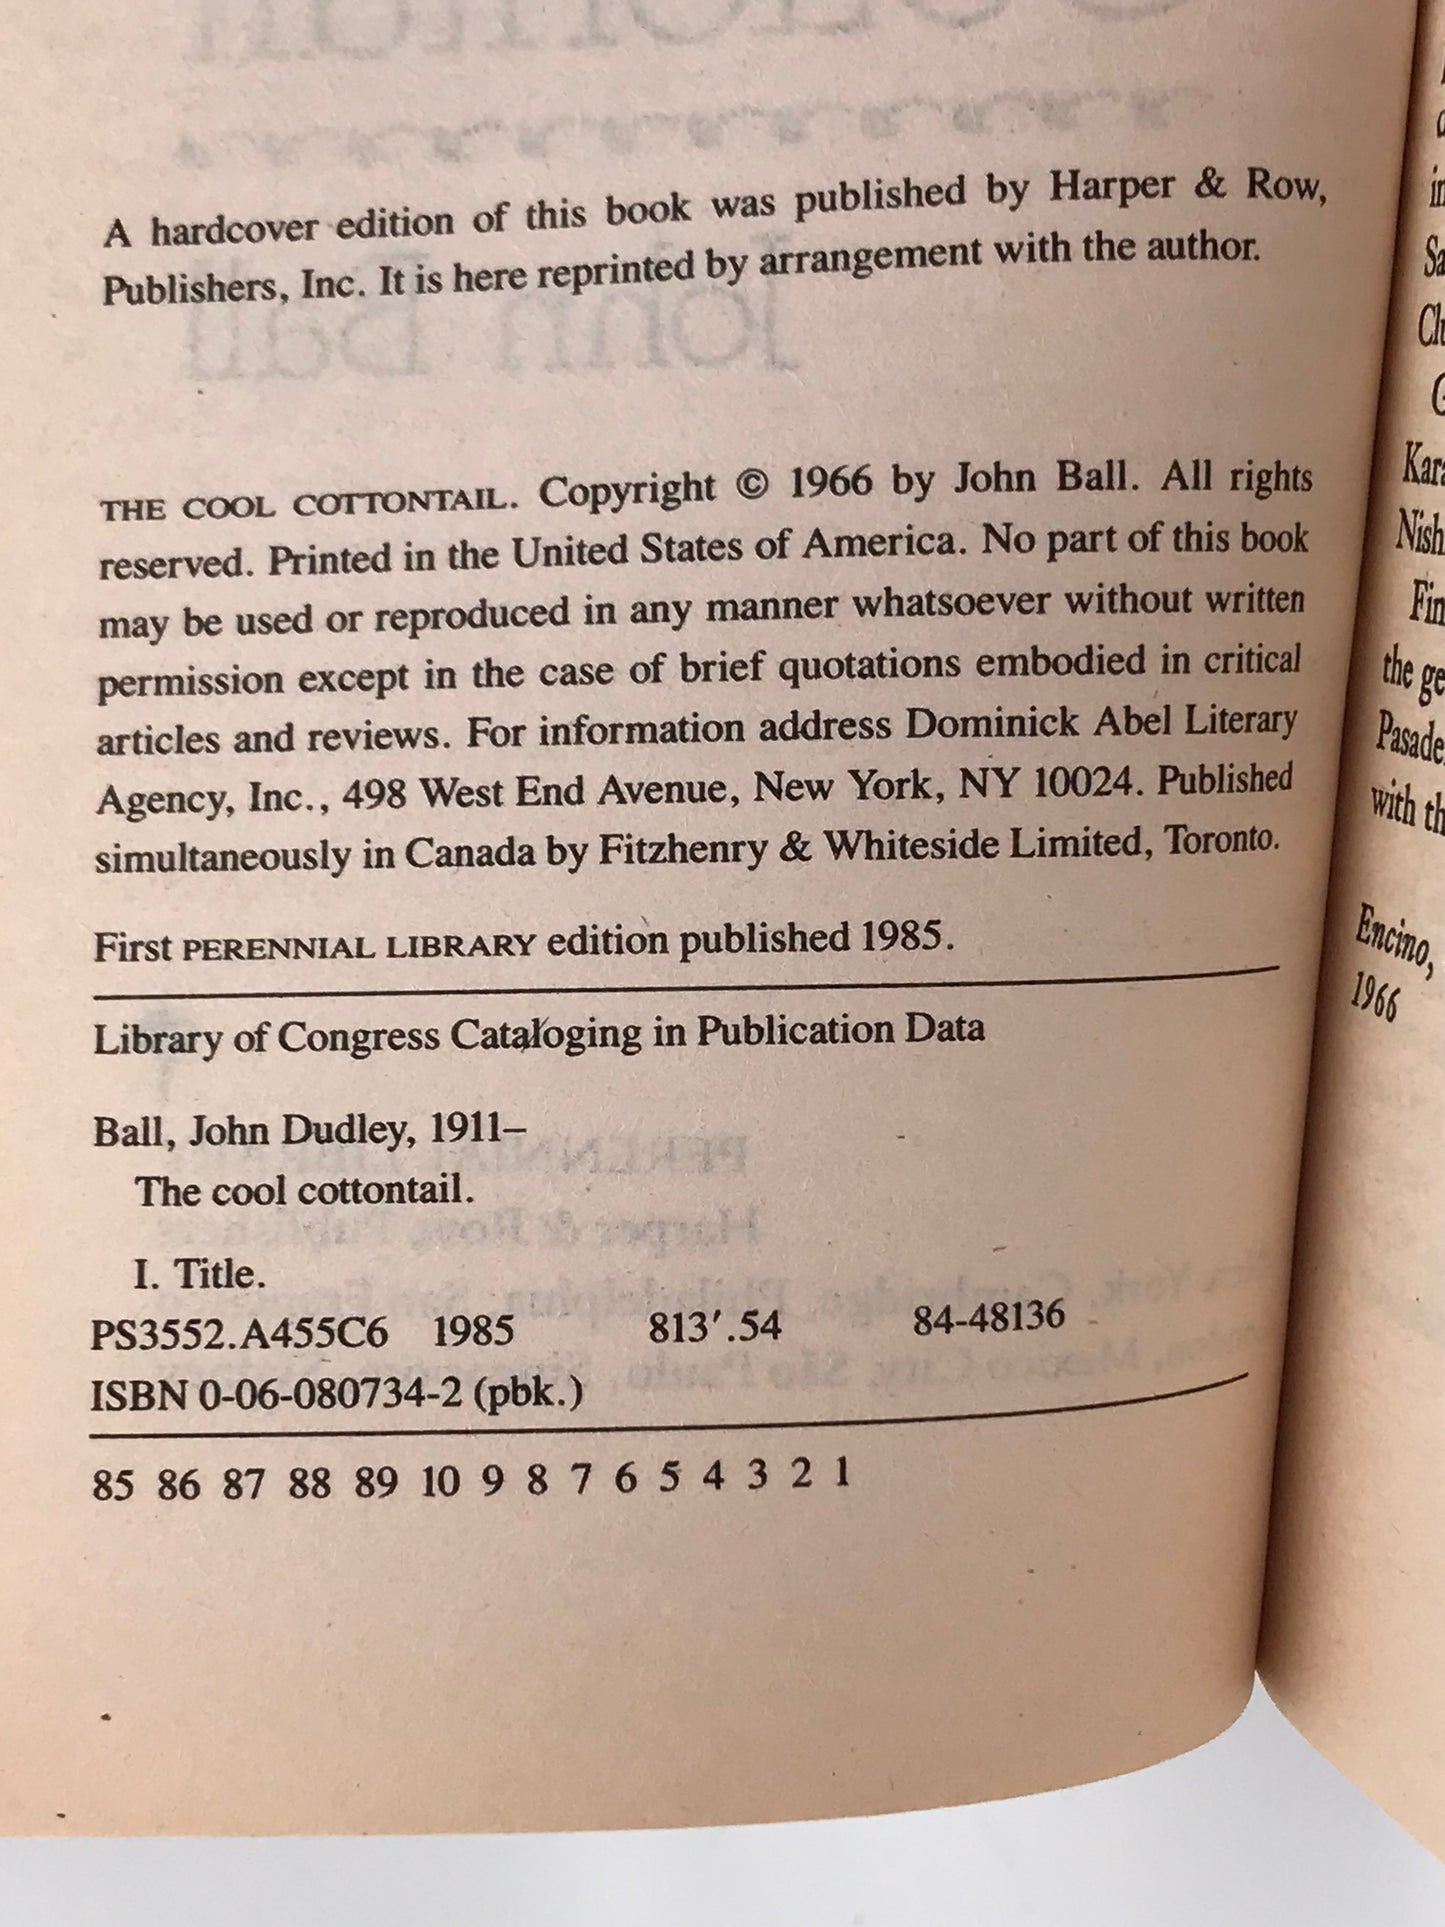 A hardcover edition of this book was published by Harper & Row,
Publishers, Inc. It is here reprinted by arrangement with the author.
THE COOL COTTONTAIL. Copyright © 1966 by John Ball. All rights
reserved. Printed in the United States of America. No part of this book
may be used or reproduced in any manner whatsoever without written
permission except in the case of brief quotations embodied in critical
articles and reviews. For information address Dominick Abel Literary
Agency, Inc., 498 West End Avenue, New York, NY 10024. Published
simultaneously in Canada by Fitzhenry & Whiteside Limited, Toronto.
First PERENNIAL LIBRARY edition published 1985.
Library of Congress Cataloging in Publication Data
Ball, John Dudley, 1911–
The cool cottontail.
I. Title.
PS3552.A455C6 1985 813′.54 84-48136
ISBN 0-06-080734-2 (pbk.)
85 86 87 88 89 10 9 8 7 6 5 4 3 2 1
the
with
Encino,
1966